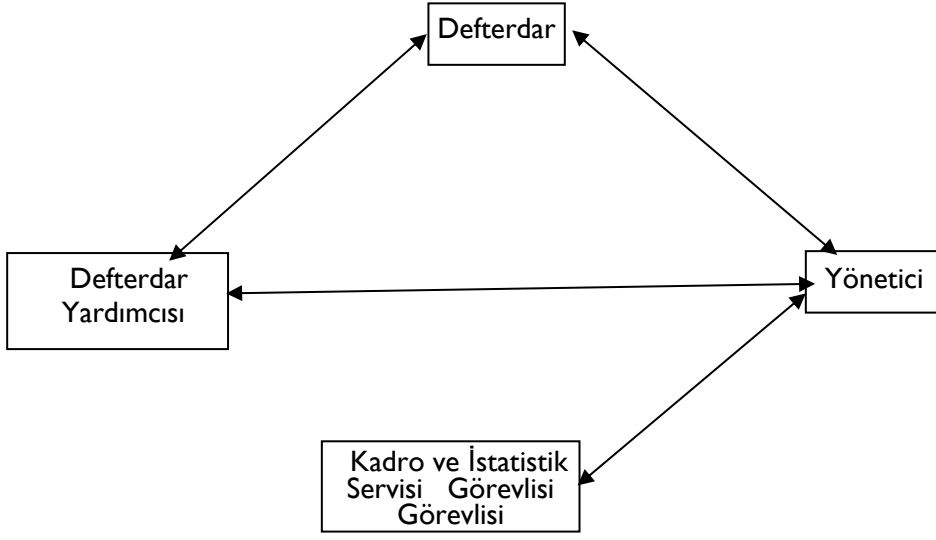 Defterdar
Defterdar
Yardımcısı
Yönetici
Kadro ve İstatistik
Servisi Görevlisi
Görevlisi